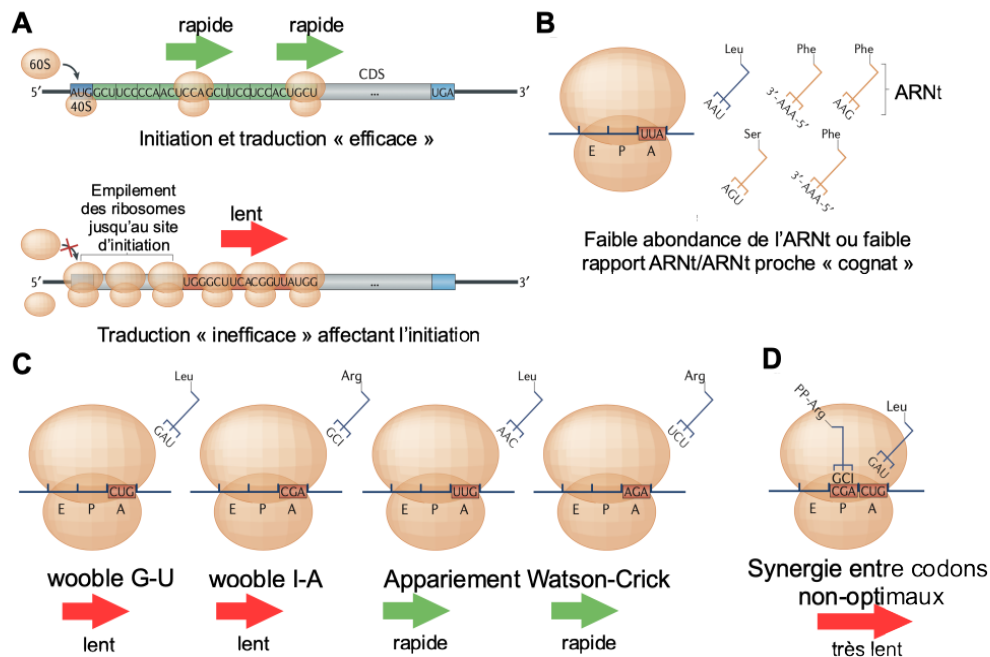 A
rapide
rapide
60S
CDS
5’
AUGGCUUCCCCAACUCCAGCUUCCUCCACUGCU
...
UGA
3’
40S
Initiation et traduction « efficace »
Empilement
des ribosomes
jusqu’au site
d’initiation
lent
5’
UGGGCUUCACGGUUAUGG
...
3’
Traduction « inefficace » affectant l’initiation
B
Leu
Phe
Phe
AAU
3’-AAA-5’
AAG
ARNt
UUA
E P A
Ser
Phe
AGU
3’-AAA-5’
Faible abondance de l’ARNt ou faible
rapport ARNt/ARNt proche « cognat »
C
Leu
GAU
CUG
E P A
wooble G-U
lent
Arg
GCI
CGA
E P A
wooble I-A
lent
Leu
AAC
UUG
E P A
Arg
UCU
AGA
E P A
Appariement Watson-Crick
rapide
rapide
D
PP-Arg
Leu
GAU
GCI
CGA CUG
E P A
Synergie entre codons
non-optimaux
très lent